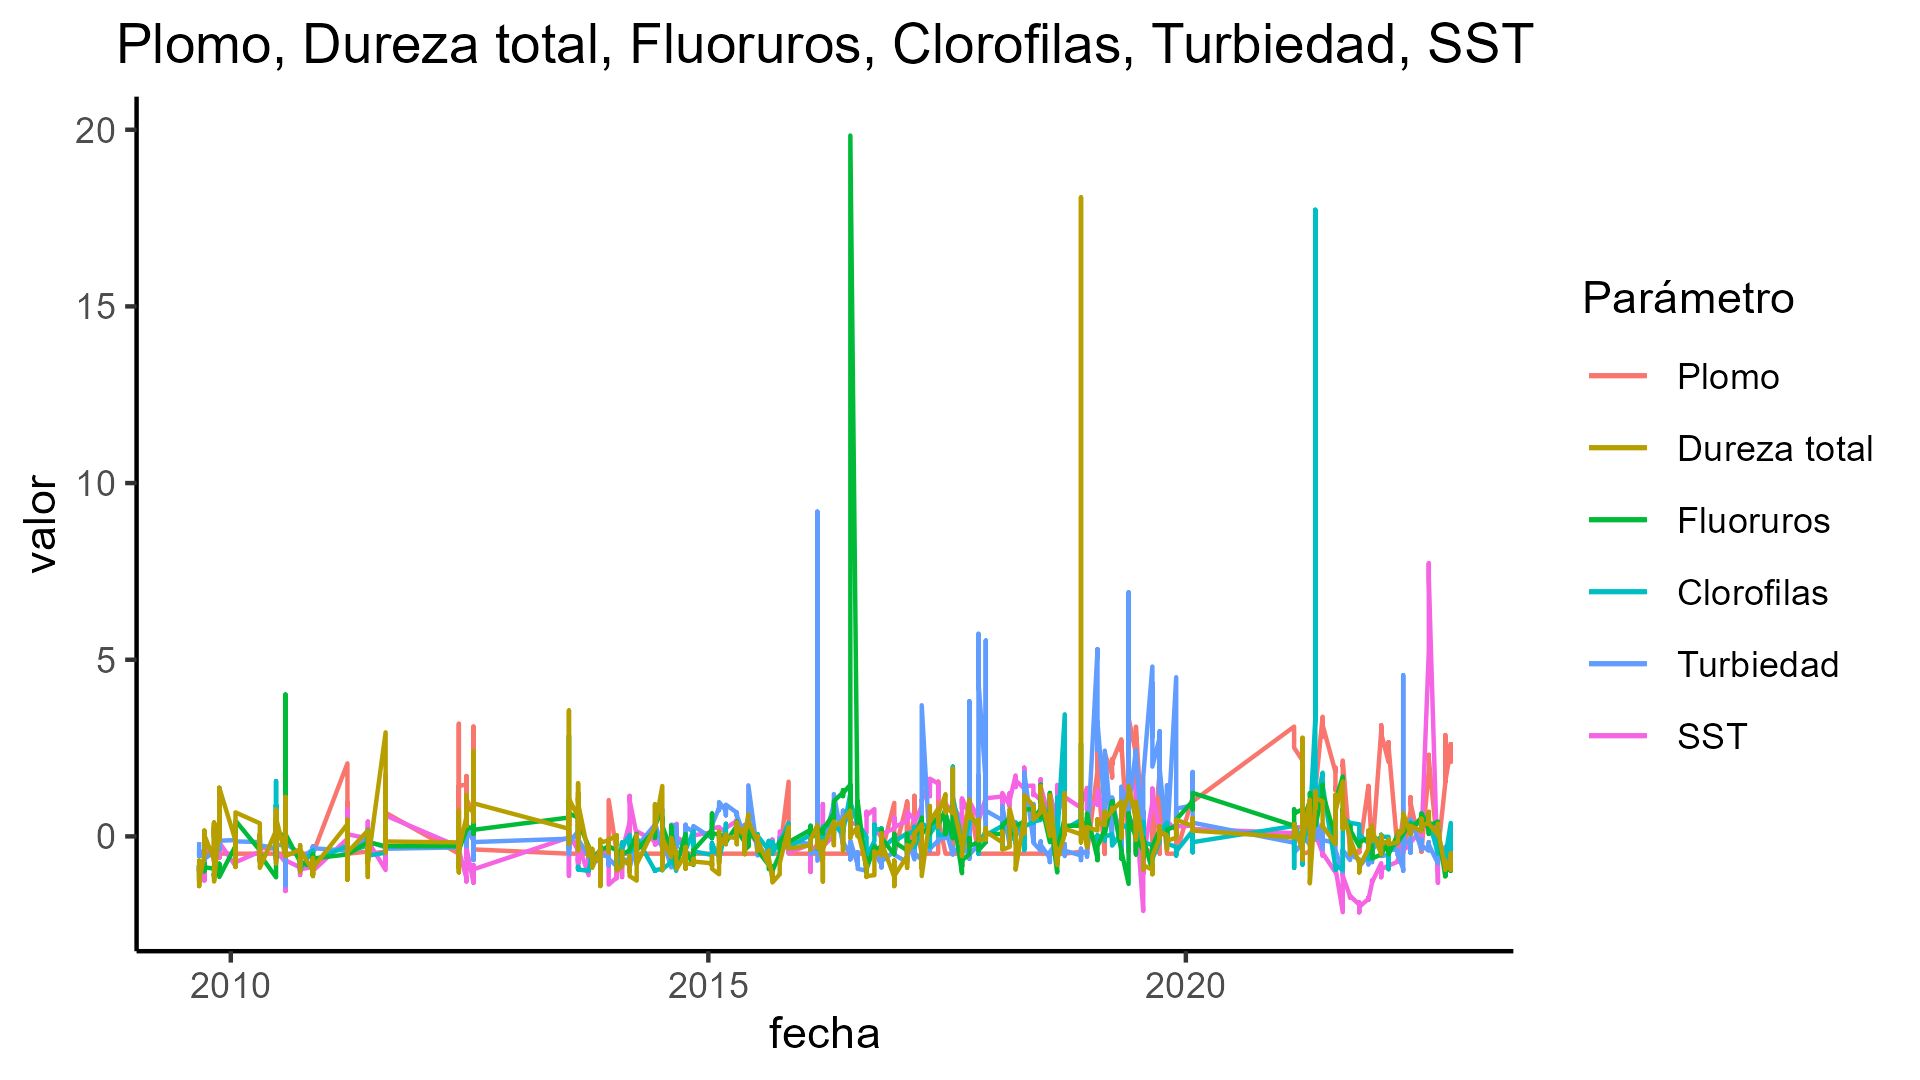 Plomo, Dureza total, Fluoruros, Clorofilas, Turbiedad, SST
20
15
10
5
0
valor
2010
2015
2020
fecha
Parámetro
Plomo
Dureza total
Fluoruros
Clorofilas
Turbiedad
SST